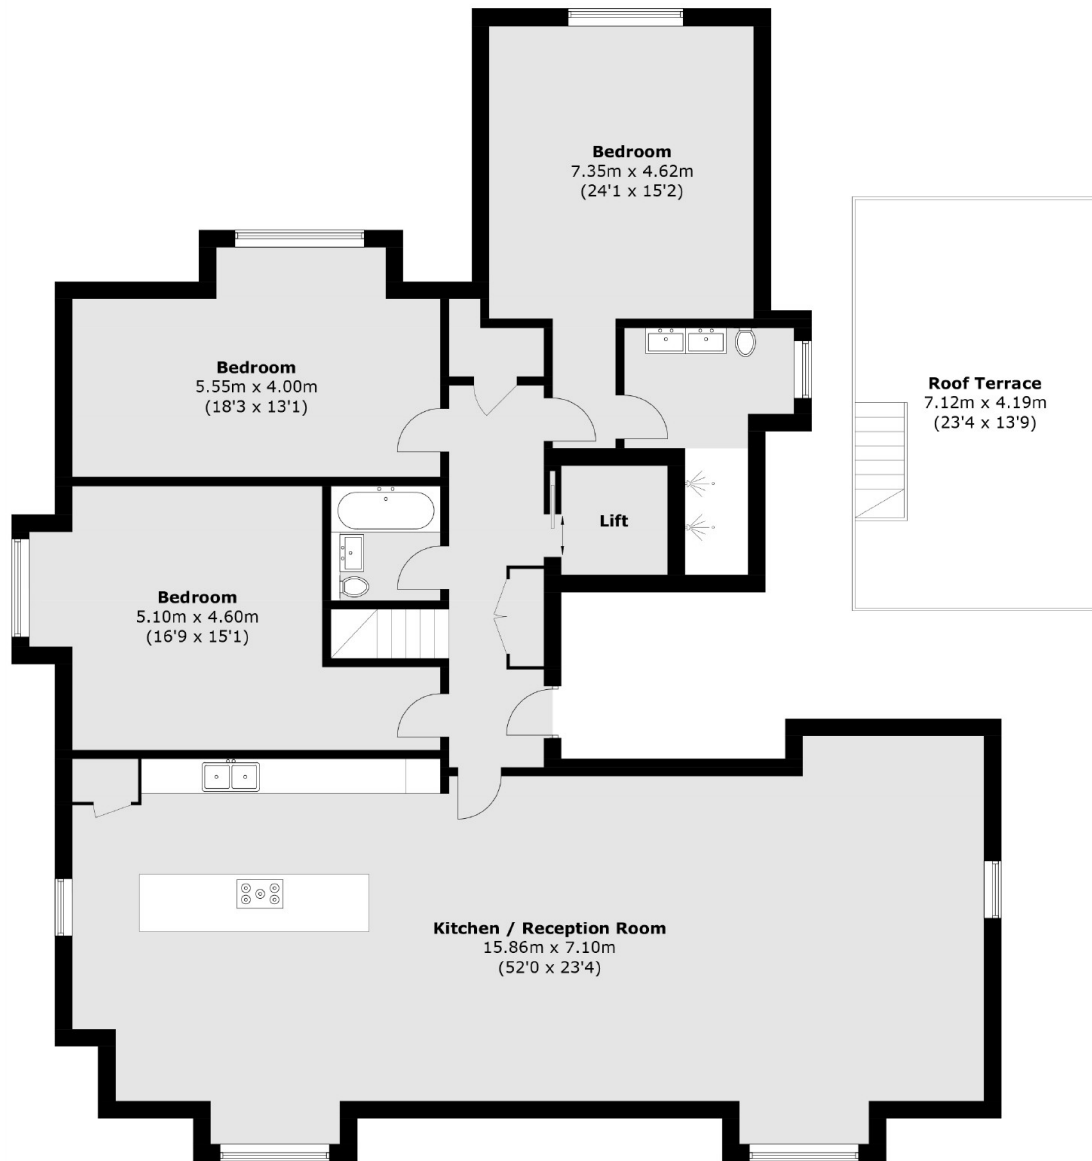 Bedroom
7.35m x 4.62m
(24'1 x 15'2)
Bedroom
5.55m x 4.00m
(18'3 x 13'1)
Roof Terrace
7.12m x 4.19m
(23'4 x 13'9)
Lift
Bedroom
5.10m x 4.60m
(16'9 x 15'1)
Kitchen / Reception Room
15.86m x 7.10m
(52'0 x 23'4)